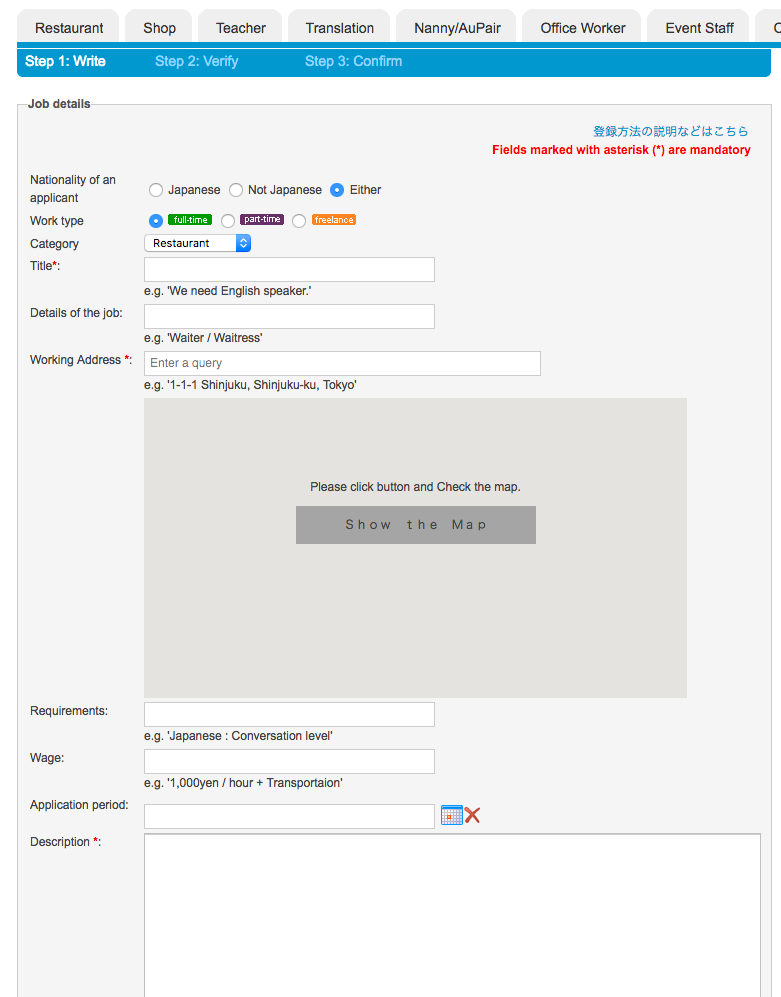 Restaurant Shop Teacher Translation Nanny/AuPair Office Worker Event Staff
Step 1: Write Step 2: Verify Step 3: Confirm
Job details
登録方法の説明などはこちら
Fields marked with asterisk (*) are mandatory
Nationality of an
applicant
Japanese Not Japanese Either
Work type full-time part-time freelance
Category Restaurant
Title*:
e.g. 'We need English speaker.'
Details of the job:
e.g. 'Waiter / Waitress'
Working Address *: Enter a query
e.g. '1-1-1 Shinjuku, Shinjuku-ku, Tokyo'
Please click button and Check the map.
Show the Map
Requirements:
e.g. 'Japanese : Conversation level'
Wage:
e.g. '1,000yen / hour + Transportaion'
Application period:
Description *: